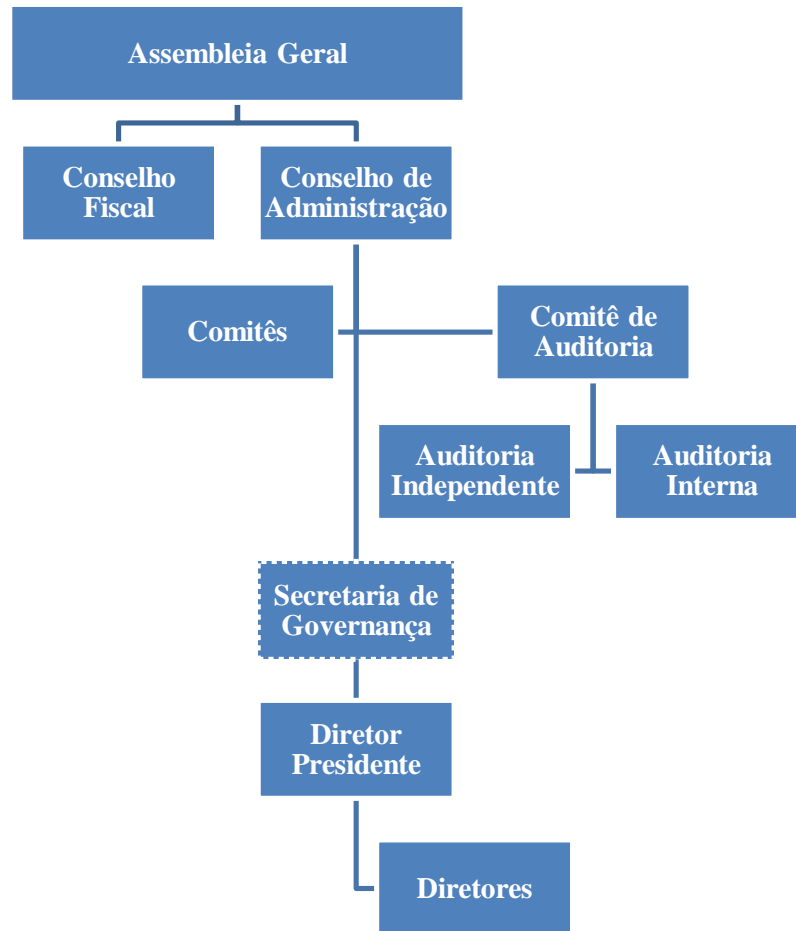 Assembleia Geral
Conselho
Fiscal
Conselho de
Administração
Comitês
Comitê de
Auditoria
Auditoria
Independente
Auditoria
Interna
Secretaria de
Governança
Diretor
Presidente
Diretores